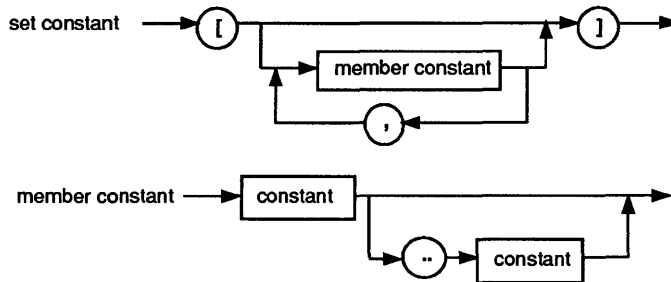 set constant [ ]
member constant
,
member constant constant
.. constant